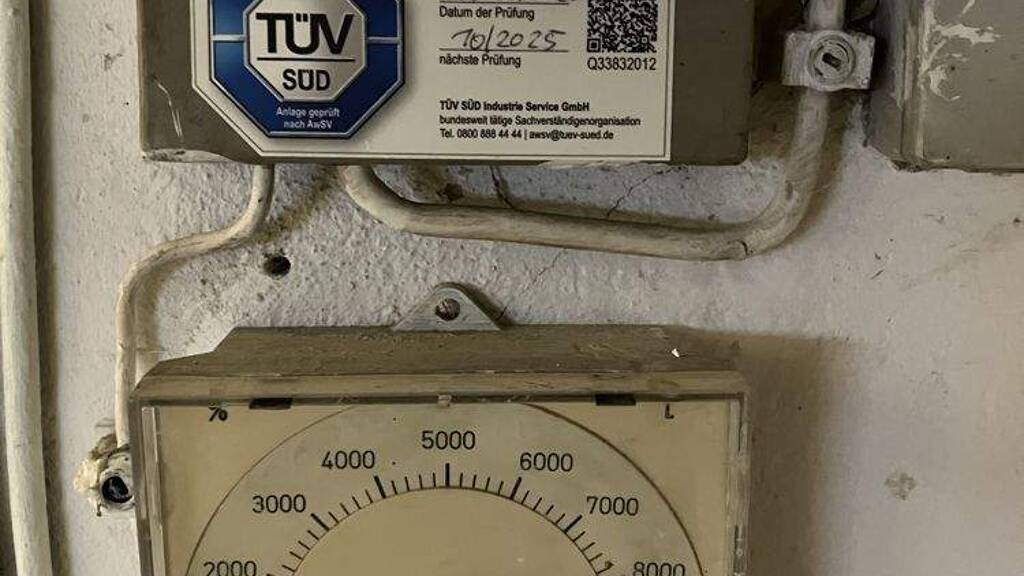 TÜV
SÜD
Anlage geprüft
nach AwSV
Datum der Prüfung
10/2025
nächste Prüfung
Q33832012
TÜV SÜD Industrie Service GmbH
bundesweit tätige Sachverständigenorganisation
Tel. 0800 888 44 44 | awsv@tuev-sued.de
% L
5000
4000 6000
3000 7000
2000 8000